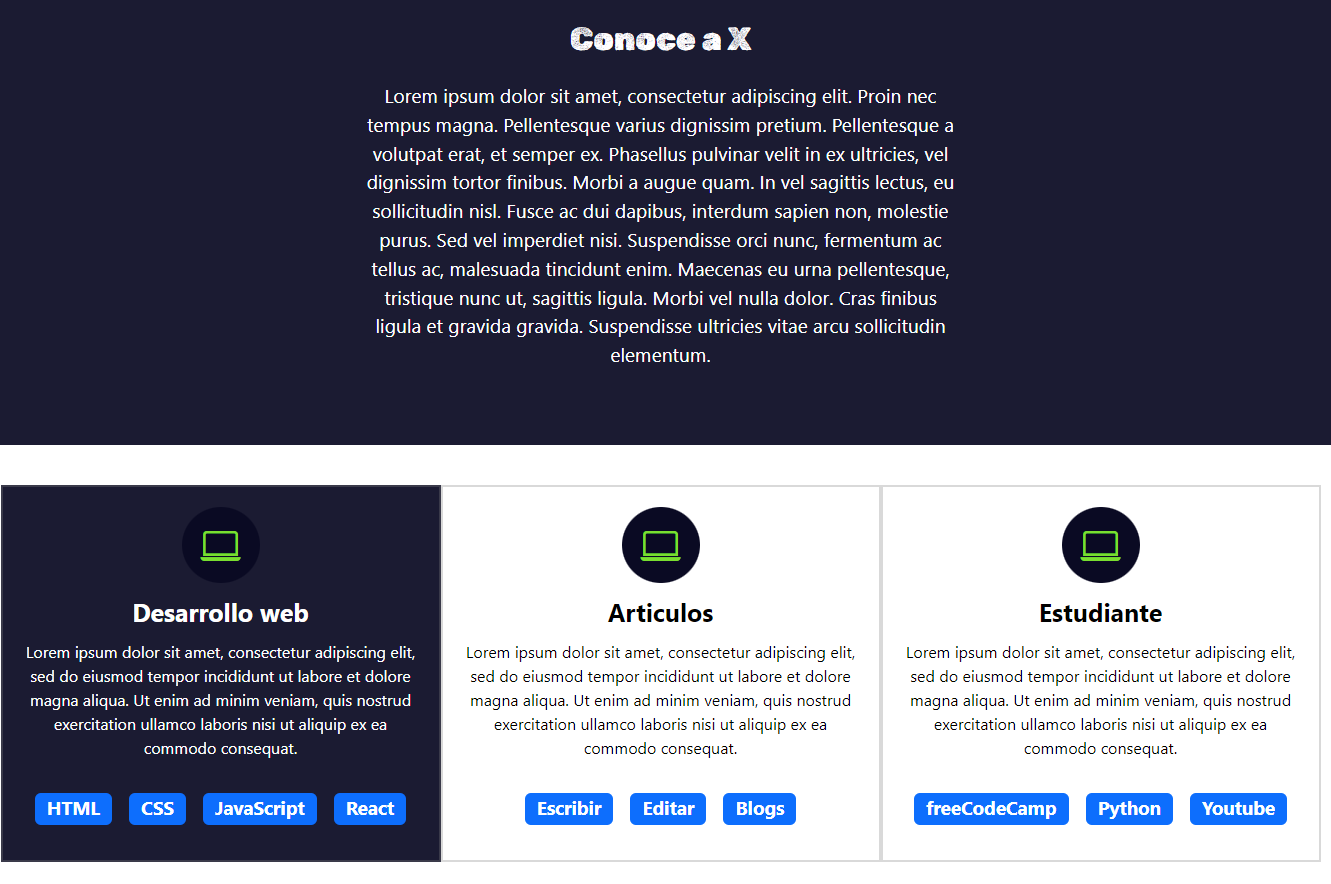 Conoce a X
Lorem ipsum dolor sit amet, consectetur adipiscing elit. Proin nec
tempus magna. Pellentesque varius dignissim pretium. Pellentesque a
volutpat erat, et semper ex. Phasellus pulvinar velit in ex ultricies, vel
dignissim tortor finibus. Morbi a augue quam. In vel sagittis lectus, eu
sollicitudin nisl. Fusce ac dui dapibus, interdum sapien non, molestie
purus. Sed vel imperdiet nisi. Suspendisse orci nunc, fermentum ac
tellus ac, malesuada tincidunt enim. Maecenas eu urna pellentesque,
tristique nunc ut, sagittis ligula. Morbi vel nulla dolor. Cras finibus
ligula et gravida gravida. Suspendisse ultricies vitae arcu sollicitudin
elementum.
Desarrollo web
Lorem ipsum dolor sit amet, consectetur adipiscing elit,
sed do eiusmod tempor incididunt ut labore et dolore
magna aliqua. Ut enim ad minim veniam, quis nostrud
exercitation ullamco laboris nisi ut aliquip ex ea
commodo consequat.
HTML CSS JavaScript React
Articulos
Lorem ipsum dolor sit amet, consectetur adipiscing elit,
sed do eiusmod tempor incididunt ut labore et dolore
magna aliqua. Ut enim ad minim veniam, quis nostrud
exercitation ullamco laboris nisi ut aliquip ex ea
commodo consequat.
Escribir Editar Blogs
Estudiante
Lorem ipsum dolor sit amet, consectetur adipiscing elit,
sed do eiusmod tempor incididunt ut labore et dolore
magna aliqua. Ut enim ad minim veniam, quis nostrud
exercitation ullamco laboris nisi ut aliquip ex ea
commodo consequat.
freeCodeCamp Python Youtube